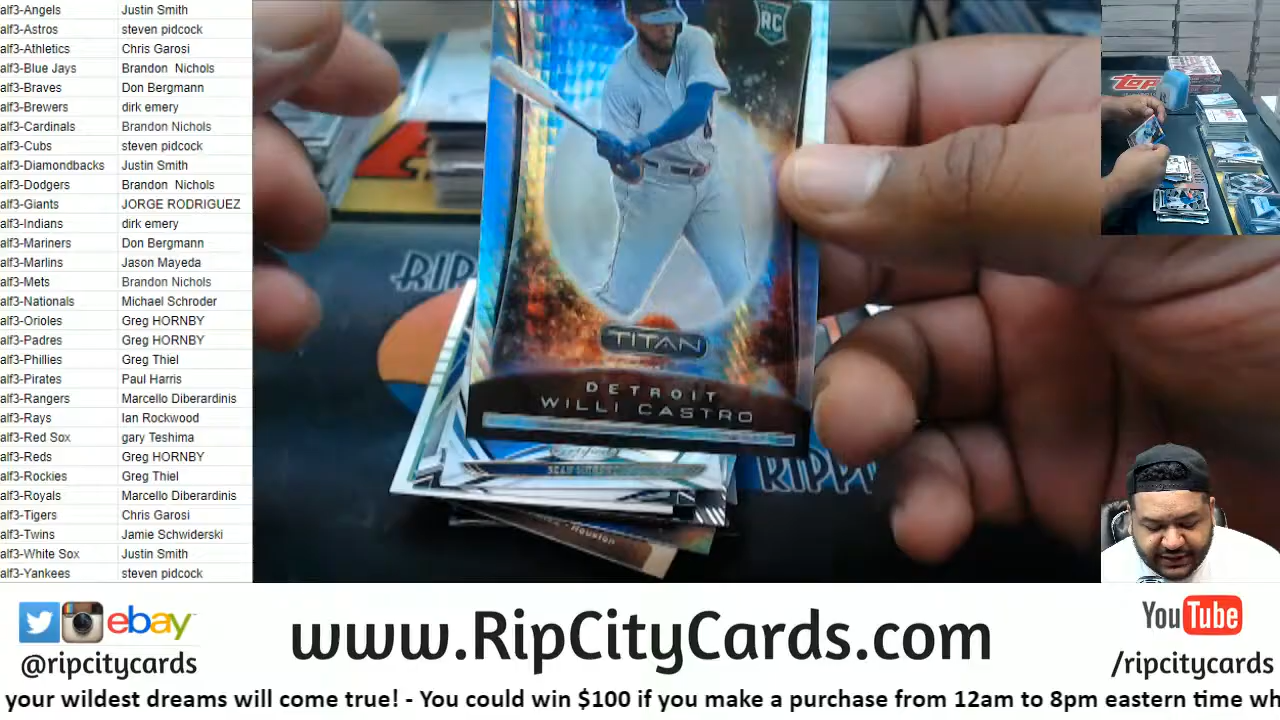 alf3-Angels Justin Smith
alf3-Astros steven pidcock
alf3-Athletics Chris Garosi
alf3-Blue Jays Brandon Nichols
alf3-Braves Don Bergmann
alf3-Brewers dirk emery
alf3-Cardinals Brandon Nichols
alf3-Cubs steven pidcock
alf3-Diamondbacks Justin Smith
alf3-Dodgers Brandon Nichols
alf3-Giants JORGE RODRIGUEZ
alf3-Indians dirk emery
alf3-Mariners Don Bergmann
alf3-Marlins Jason Mayeda
alf3-Mets Brandon Nichols
alf3-Nationals Michael Schroder
alf3-Orioles Greg HORNBY
alf3-Padres Greg HORNBY
alf3-Phillies Greg Thiel
alf3-Pirates Paul Harris
alf3-Rangers Marcello Diberardinis
alf3-Rays Ian Rockwood
alf3-Red Sox gary Teshima
alf3-Reds Greg HORNBY
alf3-Rockies Greg Thiel
alf3-Royals Marcello Diberardinis
alf3-Tigers Chris Garosi
alf3-Twins Jamie Schwiderski
alf3-White Sox Justin Smith
alf3-Yankees steven pidcock
RC
TITAN
DETROIT
WILLI CASTRO
RIP
RIPP
Houston
Topps
ebay
@ripcitycards
www.RipCityCards.com
YouTube
/ripcitycards
your wildest dreams will come true! - You could win $100 if you make a purchase from 12am to 8pm eastern time wh